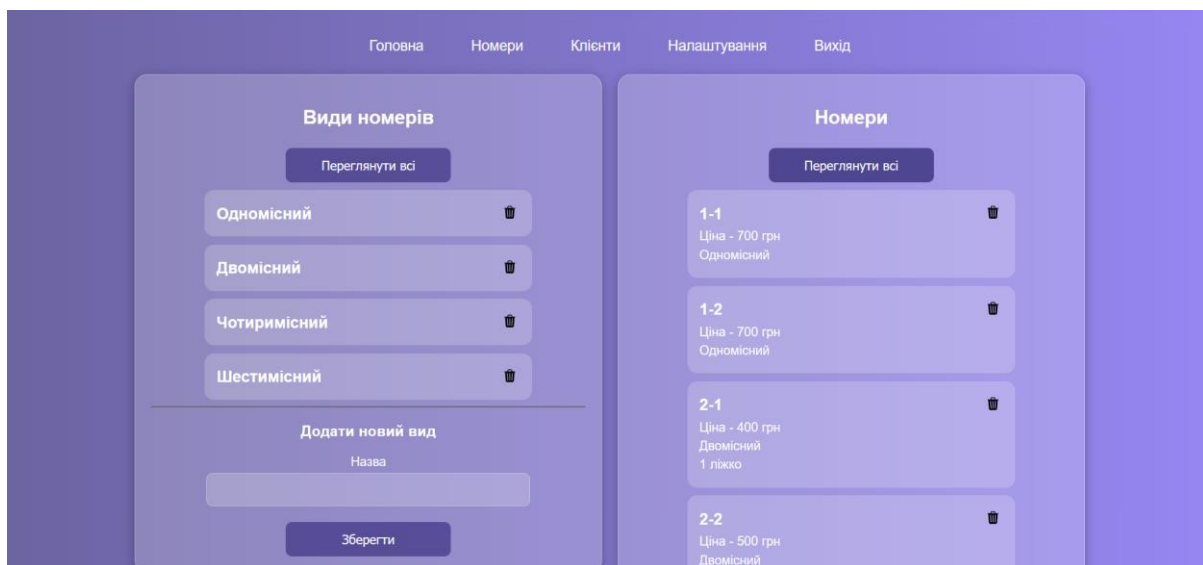 Головна Номери Клієнти Налаштування Вихід
Види номерів
Переглянути всі
Одномісний
Двомісний
Чотиримісний
Шестимісний
Додати новий вид
Назва
Зберегти
Номери
Переглянути всі
1-1
Ціна - 700 грн
Одномісний
1-2
Ціна - 700 грн
Одномісний
2-1
Ціна - 400 грн
Двомісний
1 ліжко
2-2
Ціна - 500 грн
Двомісний